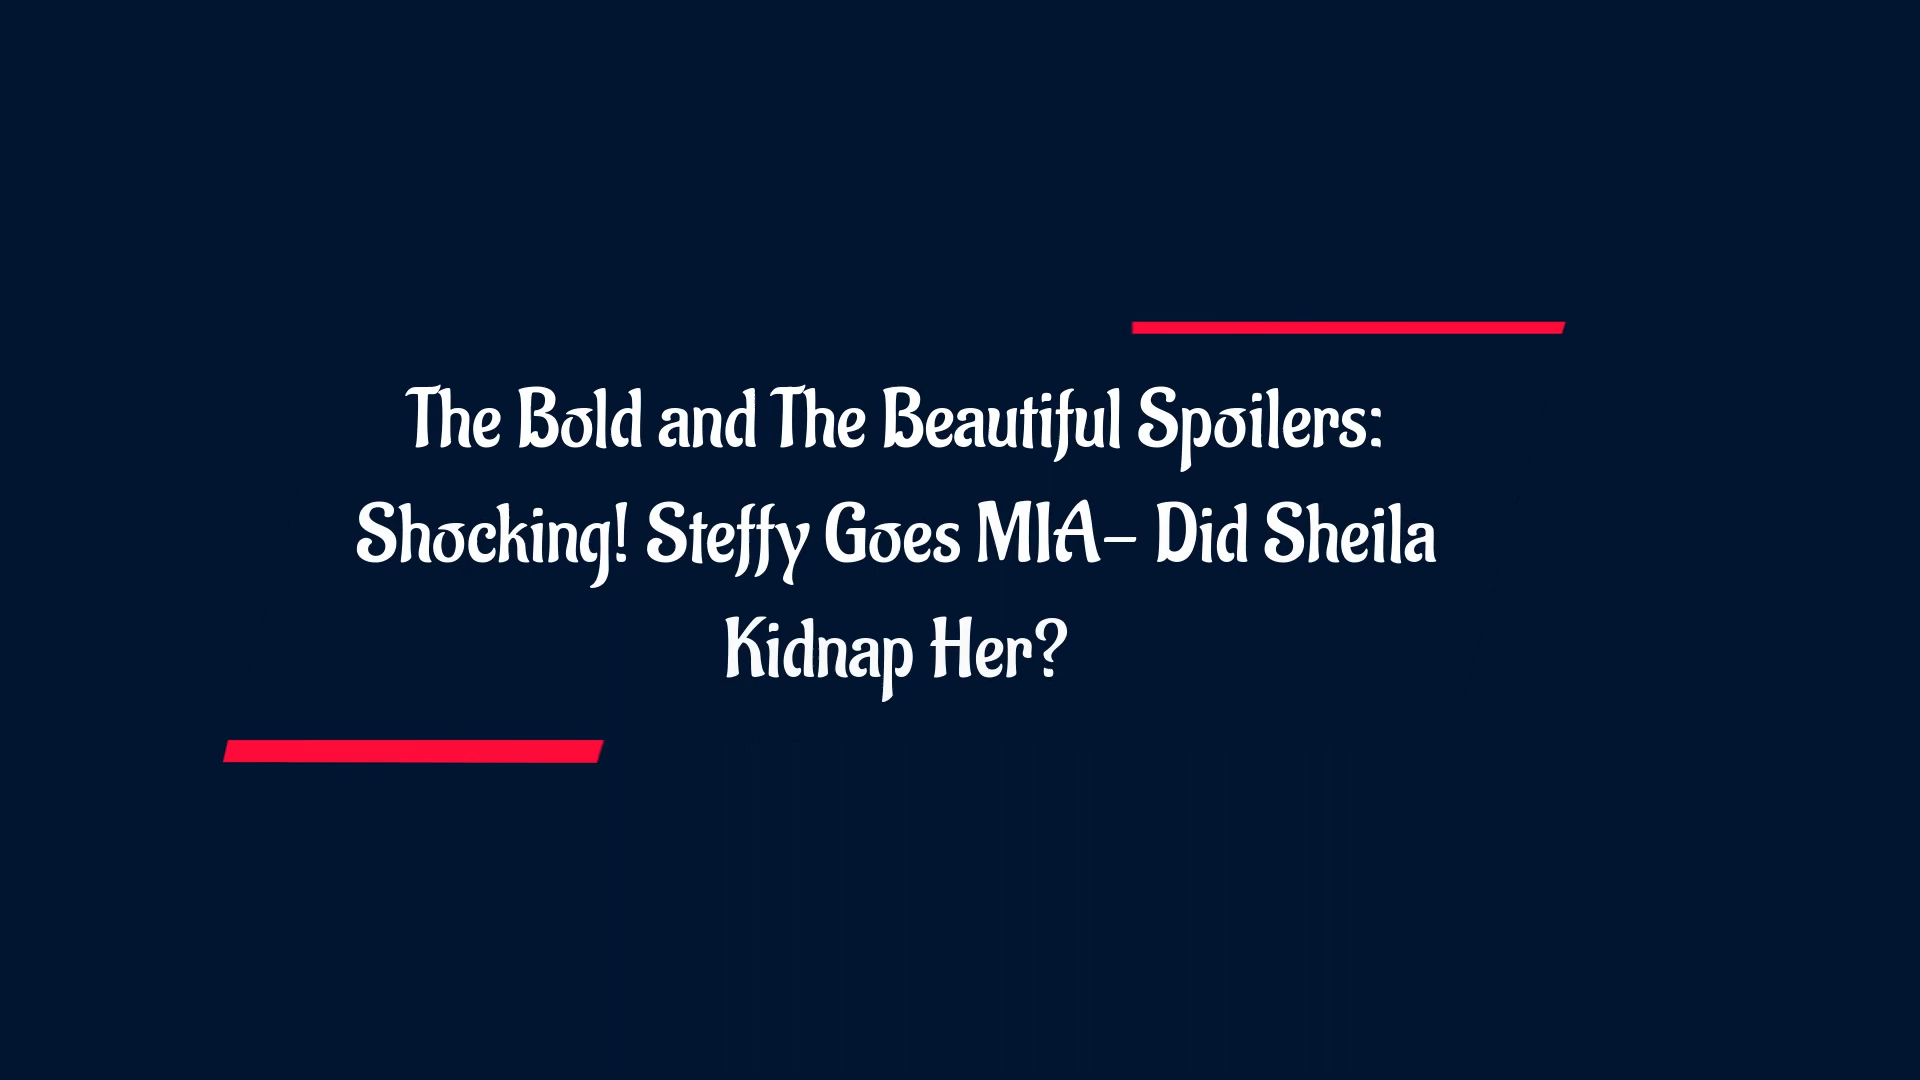 The Bold and The Beautiful Spoilers:
Shocking! Steffy Goes MIA– Did Sheila
Kidnap Her?